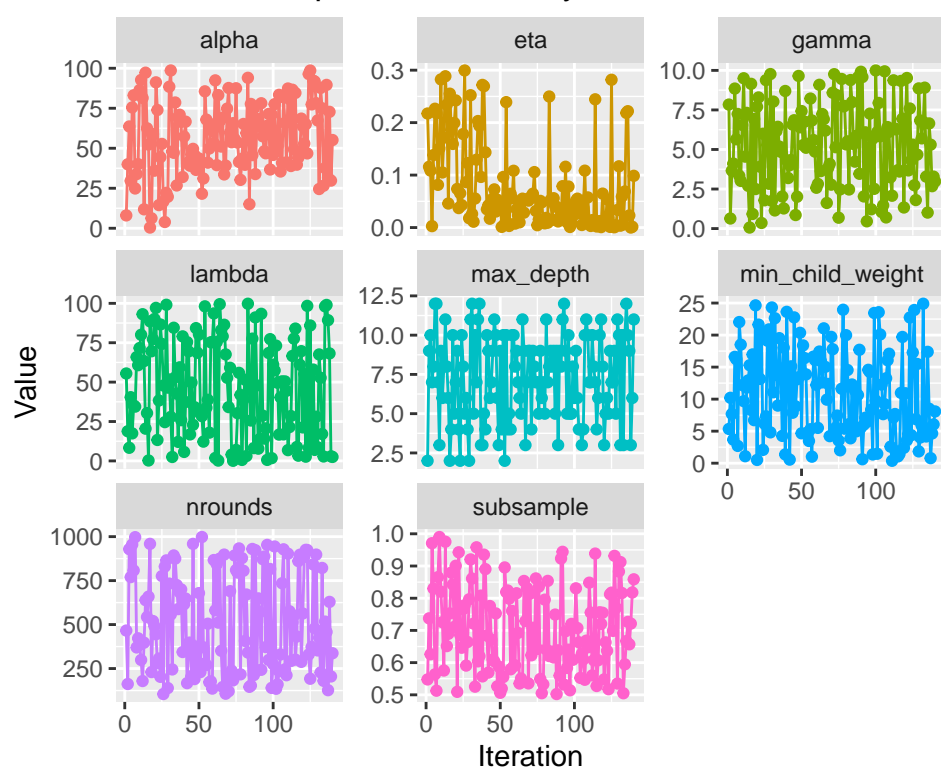 alpha eta gamma
100 0.3 10.0
75 7.5
0.2
50 5.0
0.1
25 2.5
0 0.0 0.0
lambda max_depth min_child_weight
100 12.5 25
75 10.0 20
50 7.5 15
10
25 5.0 5
0 2.5 0
0 50 100
nrounds subsample
1000 1.0
0.9
750 0.8
500 0.7
250 0.6
0.5
0 50 100 0 50 100
Value
Iteration